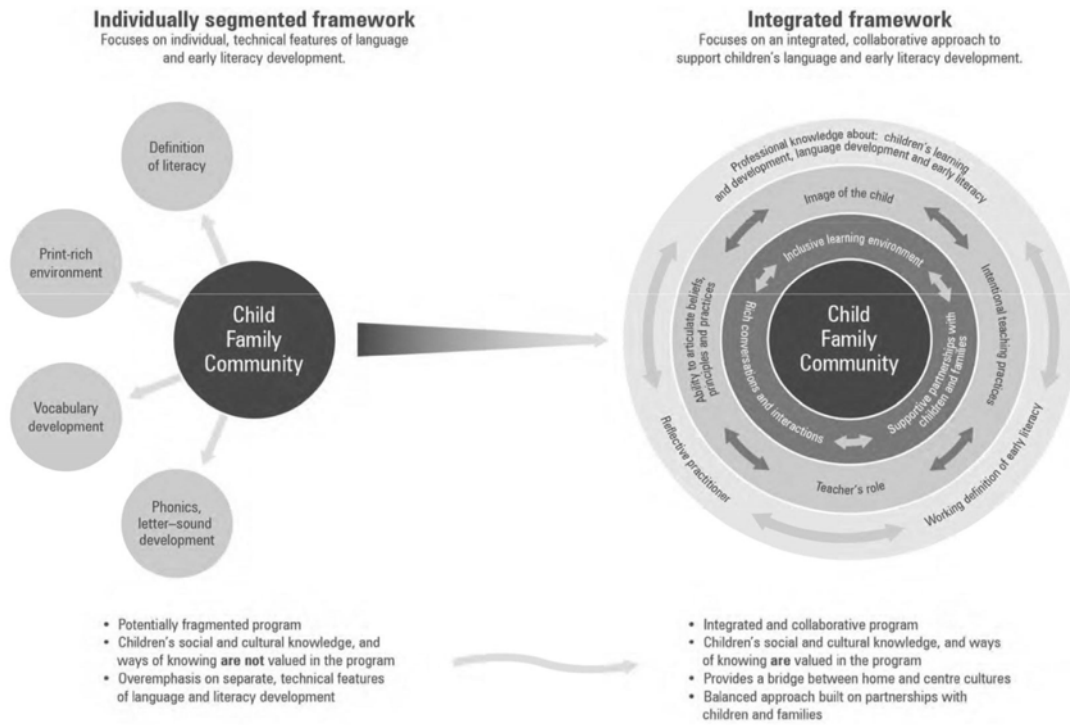 Individually segmented framework
Focuses on individual, technical features of language
and early literacy development.
Definition
of literacy
Print-rich
environment
Vocabulary
development
Phonics,
letter–sound
development
Child
Family
Community
• Potentially fragmented program
• Children's social and cultural knowledge, and
ways of knowing are not valued in the program
• Overemphasis on separate, technical features
of language and literacy development
Integrated framework
Focuses on an integrated, collaborative approach to
support children's language and early literacy development.
Professional knowledge about: children's learning
and development, language development and early literacy
Working definition of early literacy
Reflective practitioner
Image of the child
Intentional teaching practices
Teacher's role
Ability to articulate beliefs,
principles and practices
Inclusive learning environment
Supportive partnerships with
children and families
Rich conversations and interactions
Child
Family
Community
• Integrated and collaborative program
• Children's social and cultural knowledge, and ways
of knowing are valued in the program
• Provides a bridge between home and centre cultures
• Balanced approach built on partnerships with
children and families